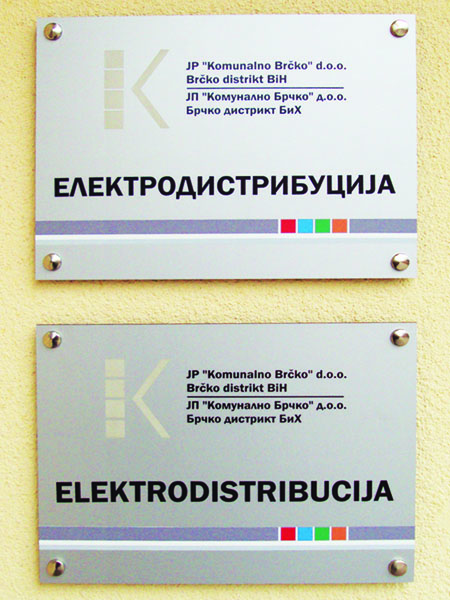 JP "Komunalno Brčko" d.o.o.
Brčko distrikt BiH
ЈП "Комунално Брчко" д.о.о.
Брчко дистрикт БиХ
ЕЛЕКТРОДИСТРИБУЦИЈА
JP "Komunalno Brčko" d.o.o.
Brčko distrikt BiH
ЈП "Комунално Брчко" д.о.о.
Брчко дистрикт БиХ
ELEKTRODISTRIBUCIJA